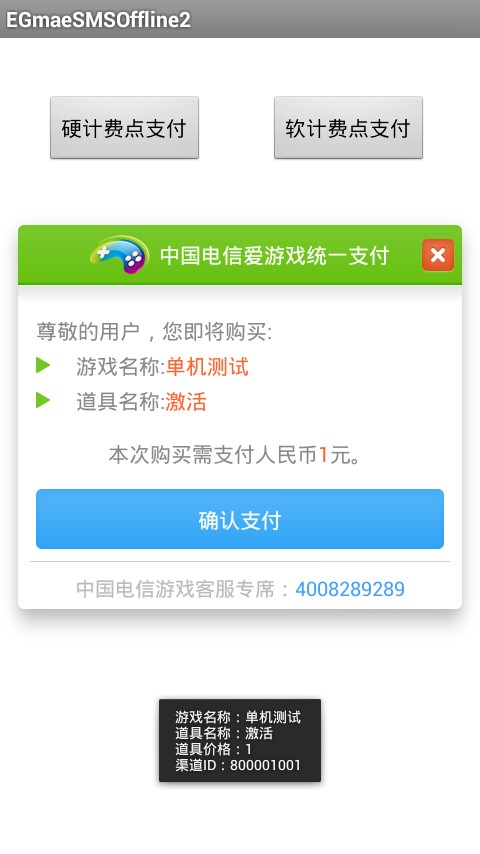 EGmaeSMSOffline2
硬计费点支付
软计费点支付
中国电信爱游戏统一支付
尊敬的用户，您即将购买:
游戏名称:单机测试
道具名称:激活
本次购买需支付人民币1元。
确认支付
中国电信游戏客服专席：4008289289
游戏名称：单机测试
道具名称：激活
道具价格：1
渠道ID：800001001